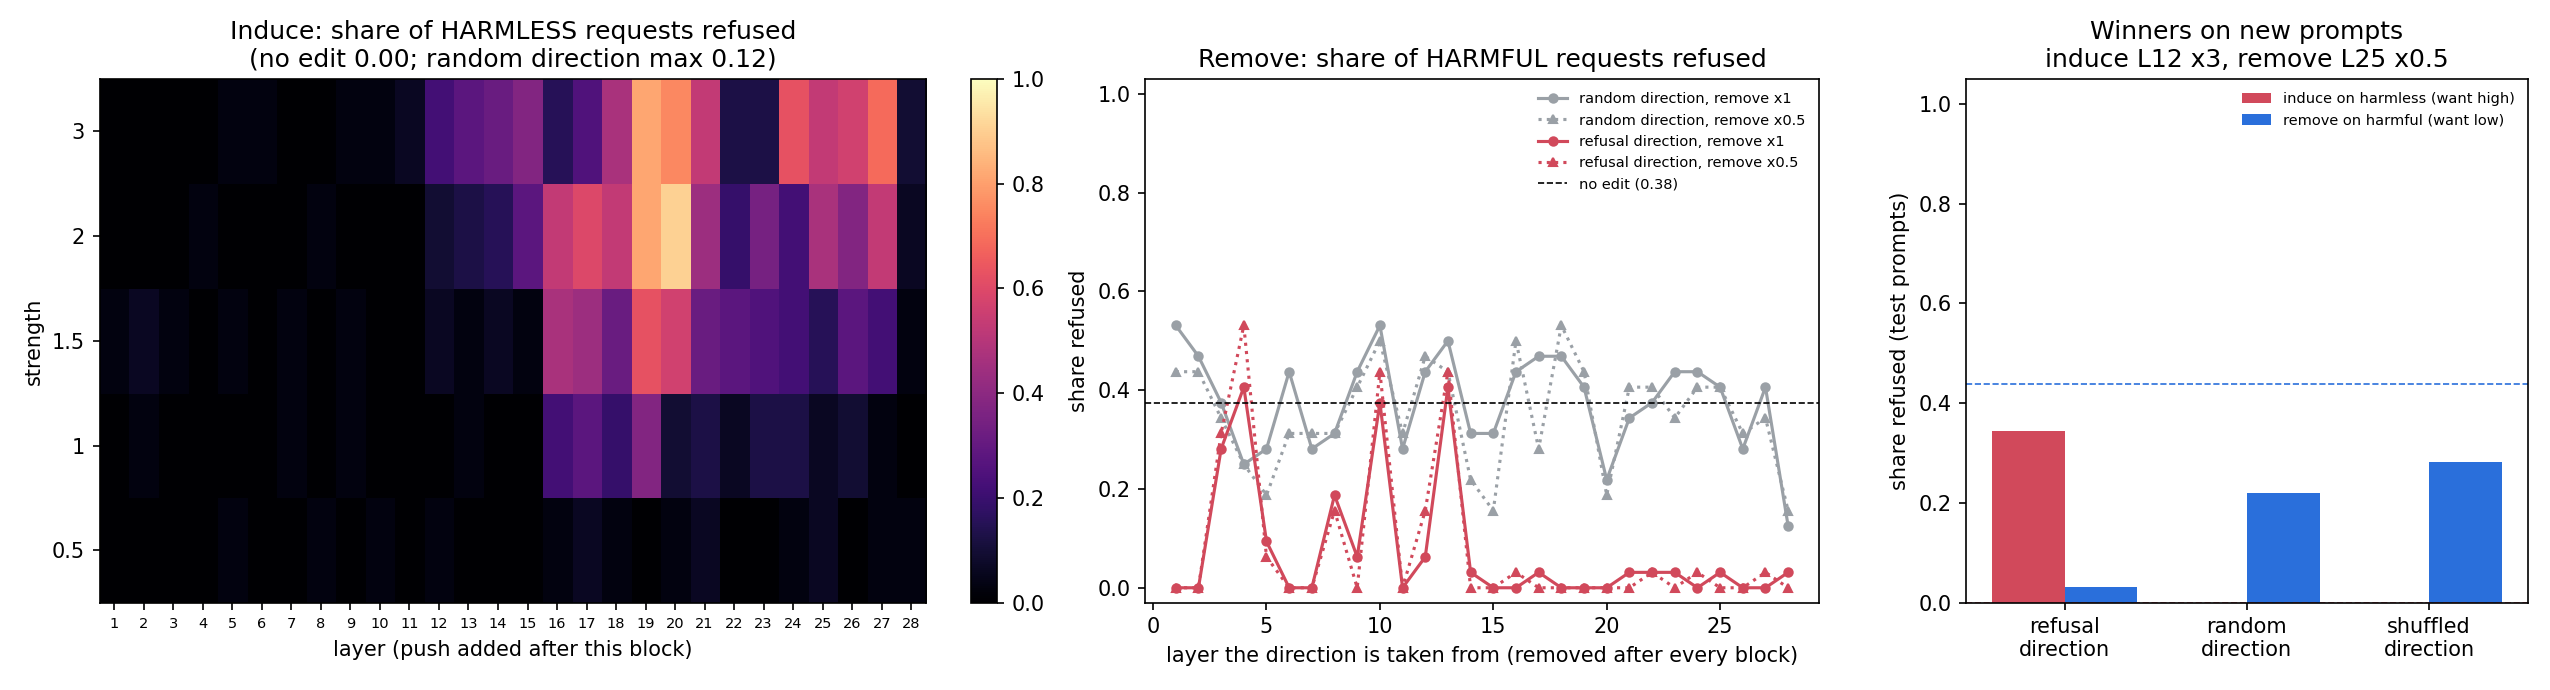 Induce: share of HARMLESS requests refused
(no edit 0.00; random direction max 0.12)
strength
3
2
1.5
1
0.5
1 2 3 4 5 6 7 8 9 10 11 12 13 14 15 16 17 18 19 20 21 22 23 24 25 26 27 28
layer (push added after this block)
1.0
0.8
0.6
0.4
0.2
0.0
Remove: share of HARMFUL requests refused
share refused
1.0
0.8
0.6
0.4
0.2
0.0
random direction, remove x1
random direction, remove x0.5
refusal direction, remove x1
refusal direction, remove x0.5
no edit (0.38)
0 5 10 15 20 25
layer the direction is taken from (removed after every block)
Winners on new prompts
induce L12 x3, remove L25 x0.5
share refused (test prompts)
1.0
0.8
0.6
0.4
0.2
0.0
induce on harmless (want high)
remove on harmful (want low)
refusal
direction
random
direction
shuffled
direction